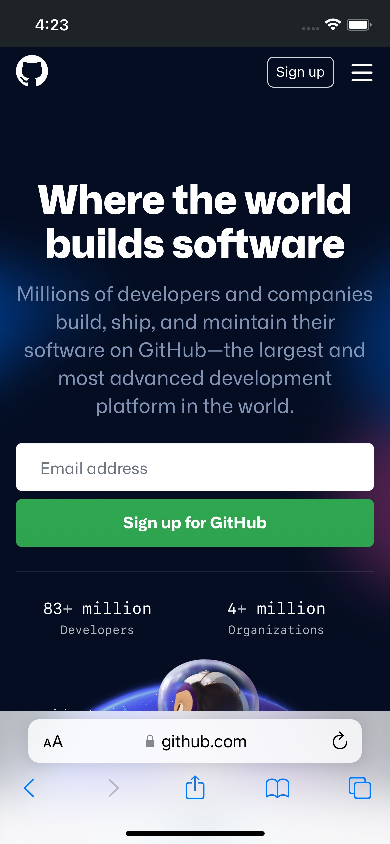 4:23
Sign up
Where the world
builds software
Millions of developers and companies
build, ship, and maintain their
software on GitHub—the largest and
most advanced development
platform in the world.
Email address
Sign up for GitHub
83+ million
4+ million
Developers
Organizations
AA
github.com